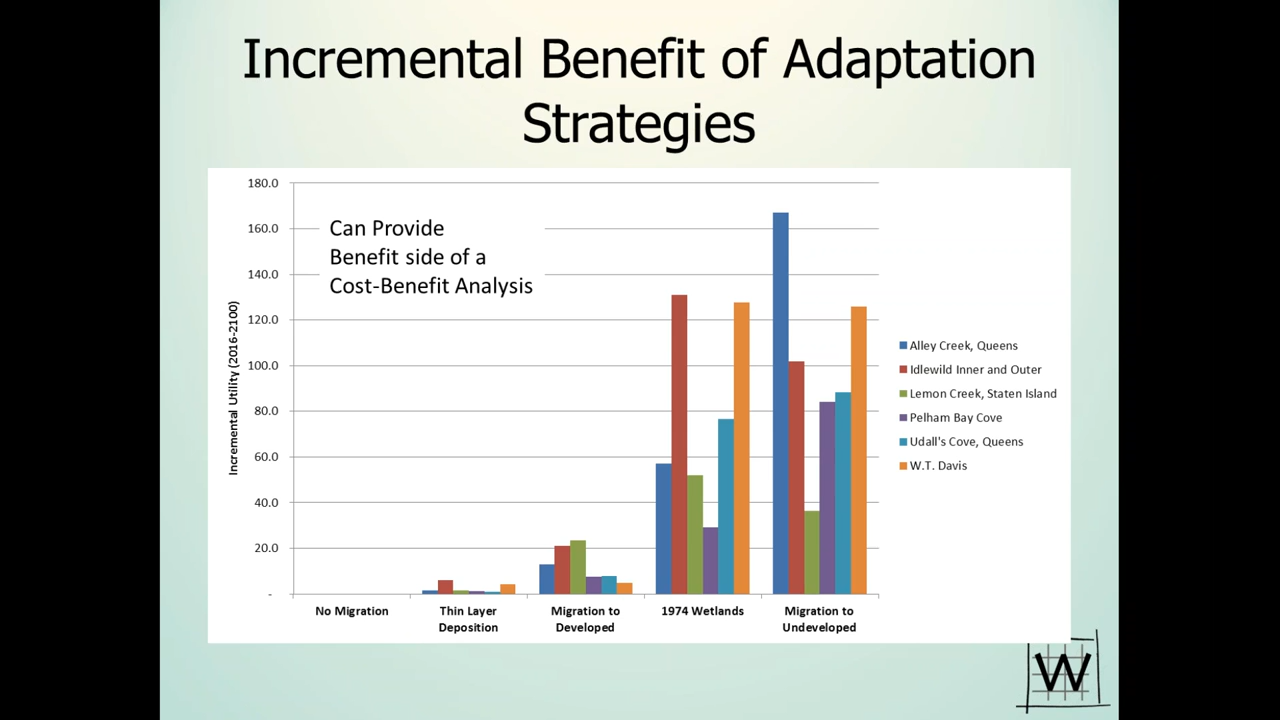 Incremental Benefit of Adaptation
Strategies
180.0
160.0
140.0
120.0
100.0
80.0
60.0
40.0
20.0
-
Incremental Utility (2016-2100)
Can Provide
Benefit side of a
Cost-Benefit Analysis
No Migration
Thin Layer
Deposition
Migration to
Developed
1974 Wetlands
Migration to
Undeveloped
Alley Creek, Queens
Idlewild Inner and Outer
Lemon Creek, Staten Island
Pelham Bay Cove
Udall's Cove, Queens
W.T. Davis
W